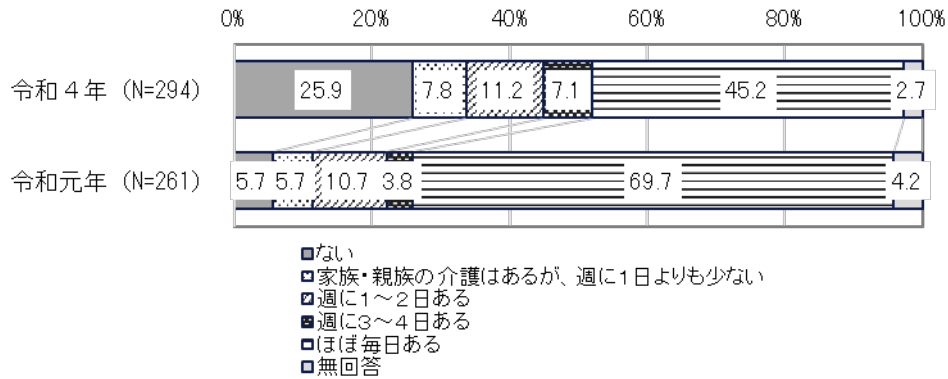 0% 20% 40% 60% 80% 100%
令和4年 (N=294) 25.9 7.8 11.2 7.1 45.2 2.7
令和元年 (N=261) 5.7 5.7 10.7 3.8 69.7 4.2
ない
家族・親族の介護はあるが、週に1日よりも少ない
週に1～2日ある
週に3～4日ある
ほぼ毎日ある
無回答